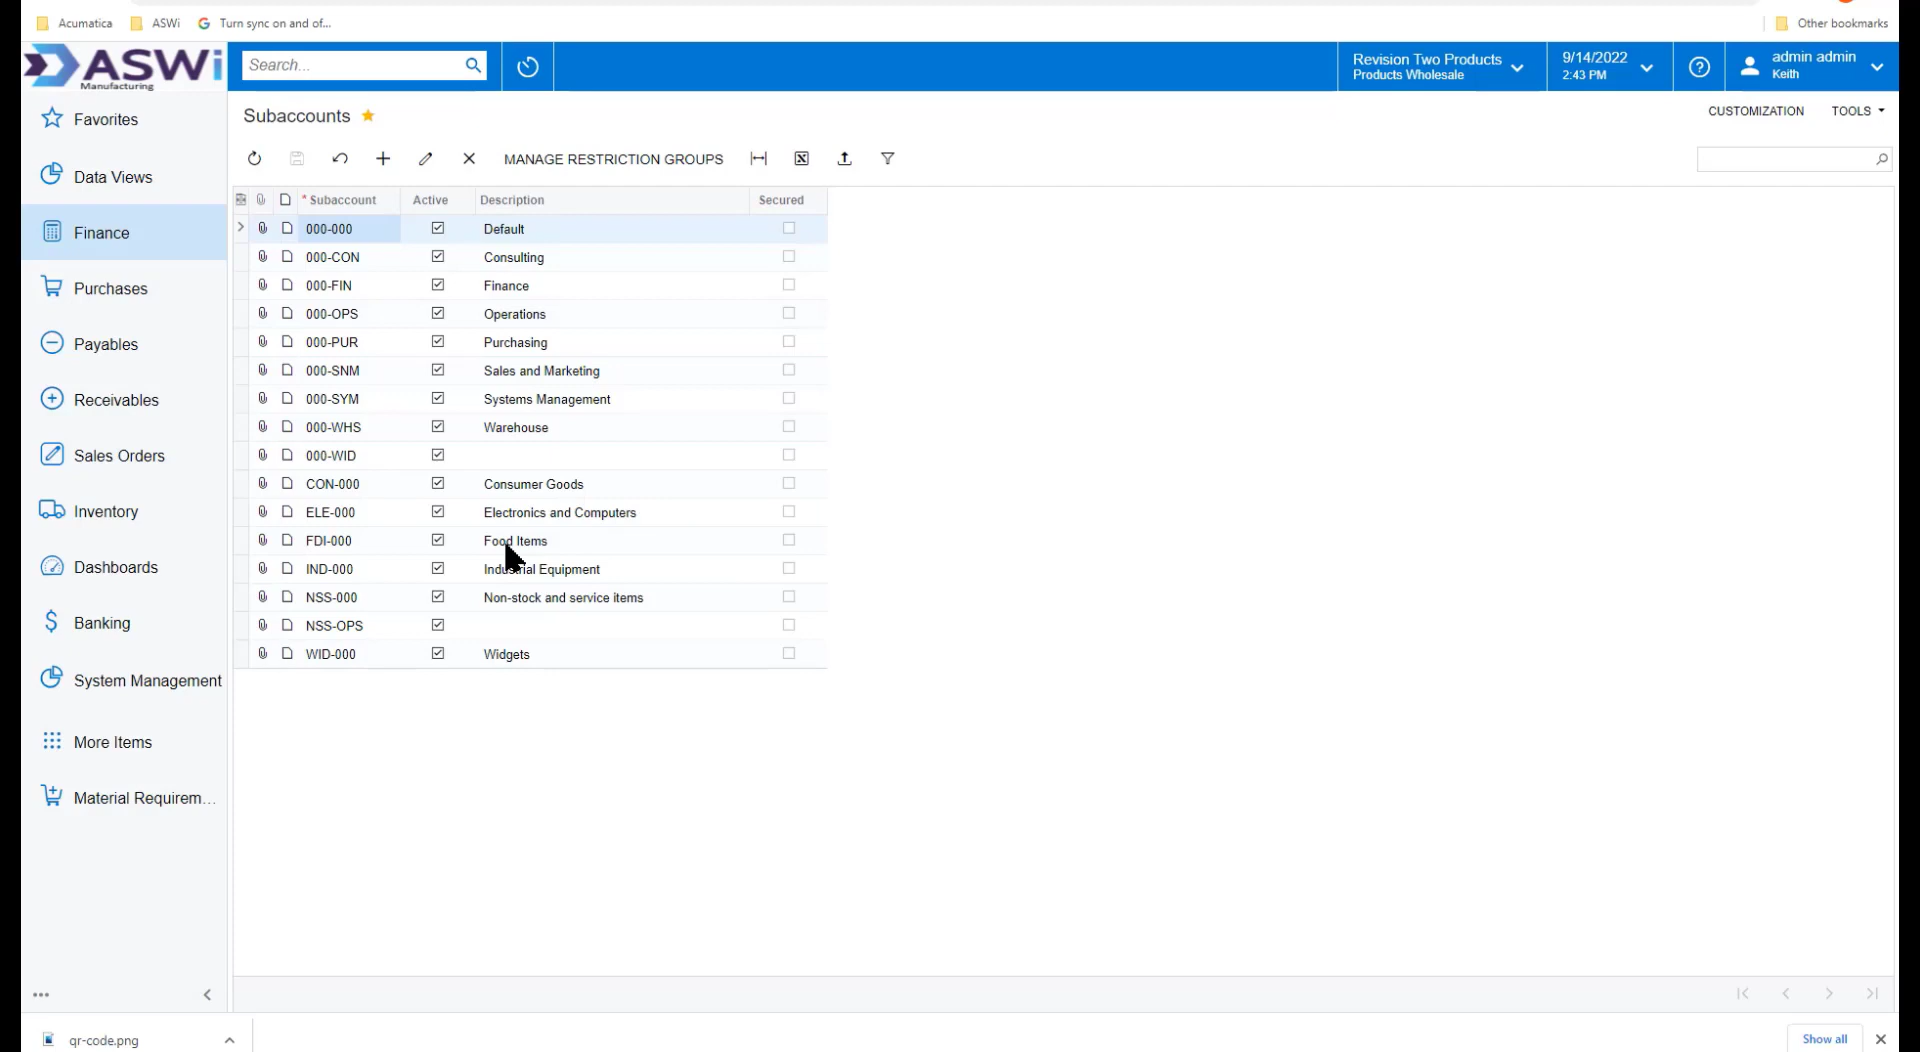 Acumatica ASWi Turn sync on and of... Other bookmarks
ASWi
Manufacturing
Search...
Revision Two Products
Products Wholesale
9/14/2022
2:43 PM
admin admin
Keith
Favorites
Data Views
Finance
Purchases
Payables
Receivables
Sales Orders
Inventory
Dashboards
Banking
System Management
More Items
Material Requirem...
Subaccounts
CUSTOMIZATION TOOLS
MANAGE RESTRICTION GROUPS
* Subaccount Active Description Secured
000-000 Default
000-CON Consulting
000-FIN Finance
000-OPS Operations
000-PUR Purchasing
000-SNM Sales and Marketing
000-SYM Systems Management
000-WHS Warehouse
000-WID
CON-000 Consumer Goods
ELE-000 Electronics and Computers
FDI-000 Food Items
IND-000 Industrial Equipment
NSS-000 Non-stock and service items
NSS-OPS
WID-000 Widgets
qr-code.png Show all